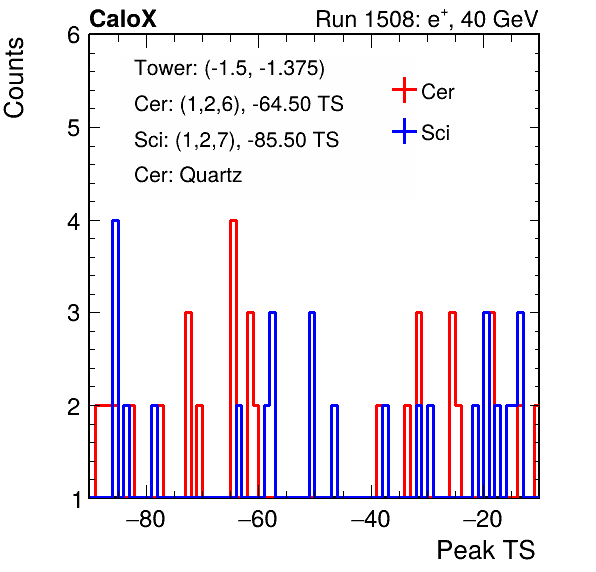 CaloX Run 1508: e+, 40 GeV
Counts
6
Tower: (-1.5, -1.375)
Cer: (1,2,6), -64.50 TS
Sci: (1,2,7), -85.50 TS
Cer: Quartz
Cer
Sci
5
4
3
2
1
−80 −60 −40 −20
Peak TS